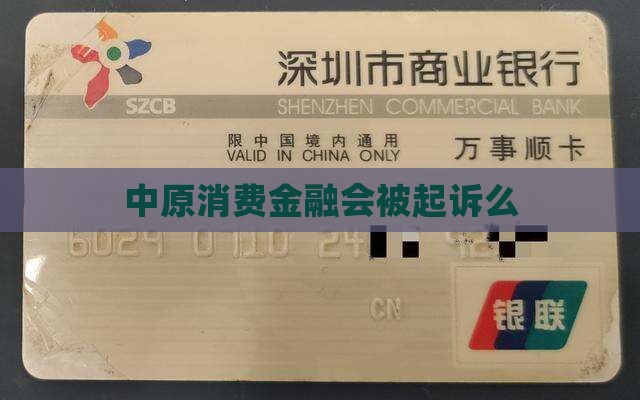 深圳市商业银行
SZCB
SHENZHEN COMMERCIAL BANK
限中国境内通用
VALID IN CHINA ONLY
万事顺卡
中原消费金融会被起诉么
CN
银联